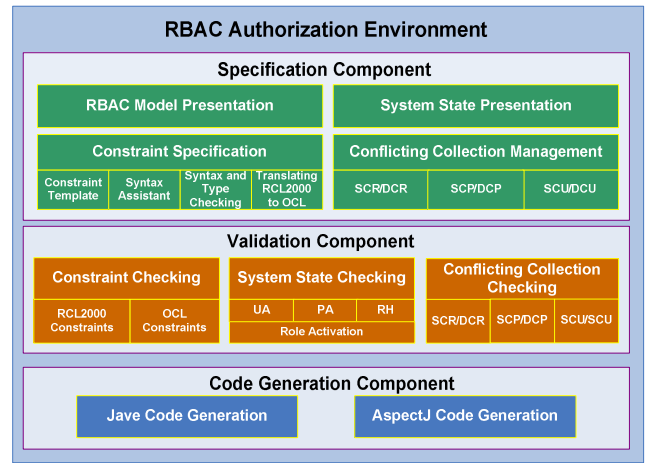 RBAC Authorization Environment
Specification Component
RBAC Model Presentation
System State Presentation
Constraint Specification
Conflicting Collection Management
Constraint
Template
Syntax
Assistant
Syntax and
Type
Checking
Translating
RCL2000
to OCL
SCR/DCR
SCP/DCP
SCU/DCU
Validation Component
Constraint Checking
System State Checking
Conflicting Collection
Checking
RCL2000
Constraints
OCL
Constraints
UA
PA
RH
Role Activation
SCR/DCR
SCP/DCP
SCU/SCU
Code Generation Component
Jave Code Generation
AspectJ Code Generation